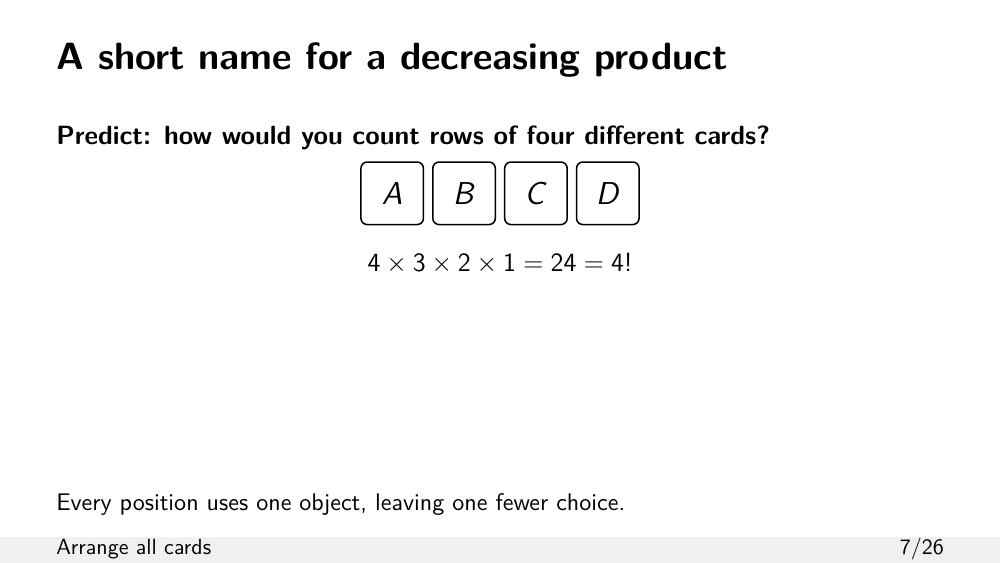 A short name for a decreasing product
Predict: how would you count rows of four different cards?
A B C D
4 × 3 × 2 × 1 = 24 = 4!
Every position uses one object, leaving one fewer choice.
Arrange all cards 7/26